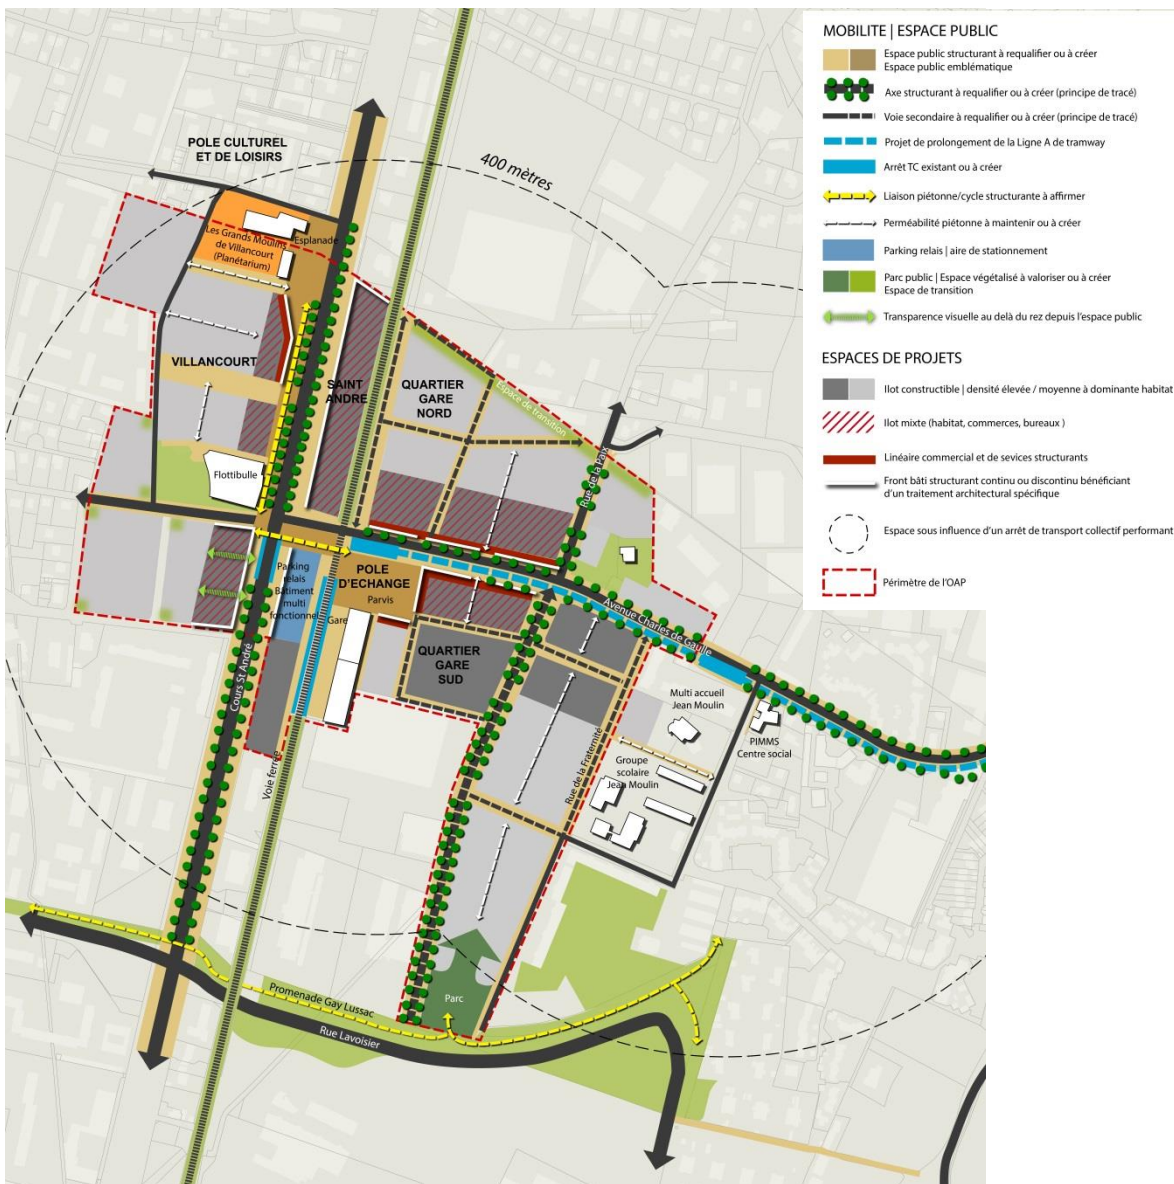 POLE CULTUREL
ET DE LOISIRS
400 mètres
Les Grands Moulins
de Villancourt
(Planétarium)
Esplanade
VILLANCOURT
SAINT
ANDRE
QUARTIER
GARE
NORD
Espace de transition
Rue de la Paix
Flottibulle
Parking
relais
Batiment
multi
fonctionnel
Gare
POLE
D'ECHANGE
Parvis
Avenue Charles de Gaulle
QUARTIER
GARE
SUD
Cours St André
Voie ferrée
Multi accueil
Jean Moulin
PIMMS
Centre social
Groupe
scolaire
Jean Moulin
Rue de la Fraternité
Promenade Gay Lussac
Rue Lavoisier
Parc
MOBILITE | ESPACE PUBLIC
Espace public structurant à requalifier ou à créer
Espace public emblématique
Axe structurant à requalifier ou à créer (principe de tracé)
Voie secondaire à requalifier ou à créer (principe de tracé)
Projet de prolongement de la Ligne A de tramway
Arrêt TC existant ou à créer
Liaison piétonne/cycle structurante à affirmer
Perméabilité piétonne à maintenir ou à créer
Parking relais | aire de stationnement
Parc public | Espace végétalisé à valoriser ou à créer
Espace de transition
Transparence visuelle au delà du rez depuis l'espace public
ESPACES DE PROJETS
Ilot constructible | densité élevée / moyenne à dominante habitat
Ilot mixte (habitat, commerces, bureaux )
Linéaire commercial et de sevices structurants
Front bâti structurant continu ou discontinu bénéficiant
d'un traitement architectural spécifique
Espace sous influence d'un arrêt de transport collectif performant
Périmètre de l'OAP